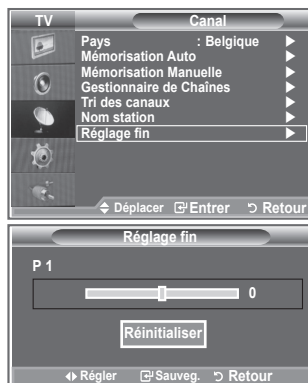 TV
Canal
Pays : Belgique
Mémorisation Auto
Mémorisation Manuelle
Gestionnaire de Chaînes
Tri des canaux
Nom station
Réglage fin
Déplacer Entrer Retour
Réglage fin
P 1
0
Réinitialiser
Régler Sauveg. Retour